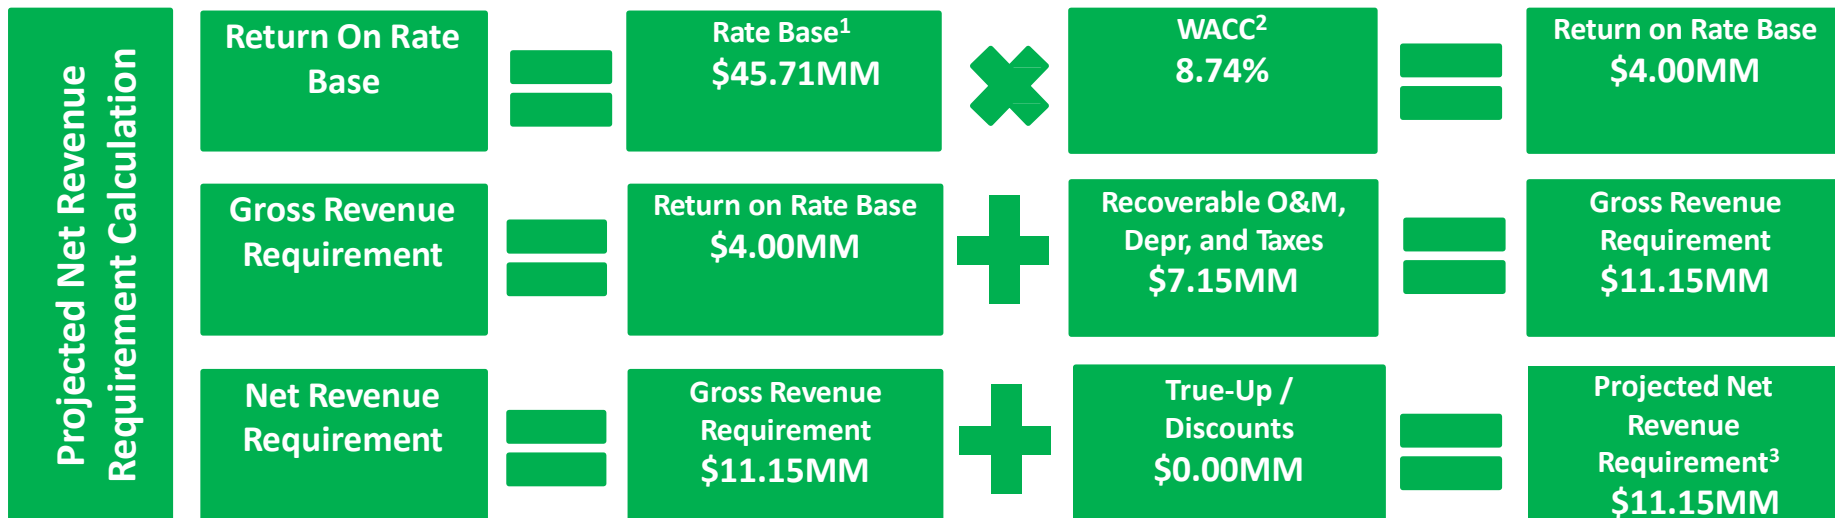 Projected Net Revenue
Requirement Calculation
Return On Rate
Base
Rate Base¹
$45.71MM
WACC²
8.74%
Return on Rate Base
$4.00MM
Gross Revenue
Requirement
Return on Rate Base
$4.00MM
Recoverable O&M,
Depr, and Taxes
$7.15MM
Gross Revenue
Requirement
$11.15MM
Net Revenue
Requirement
Gross Revenue
Requirement
$11.15MM
True-Up /
Discounts
$0.00MM
Projected Net
Revenue
Requirement³
$11.15MM